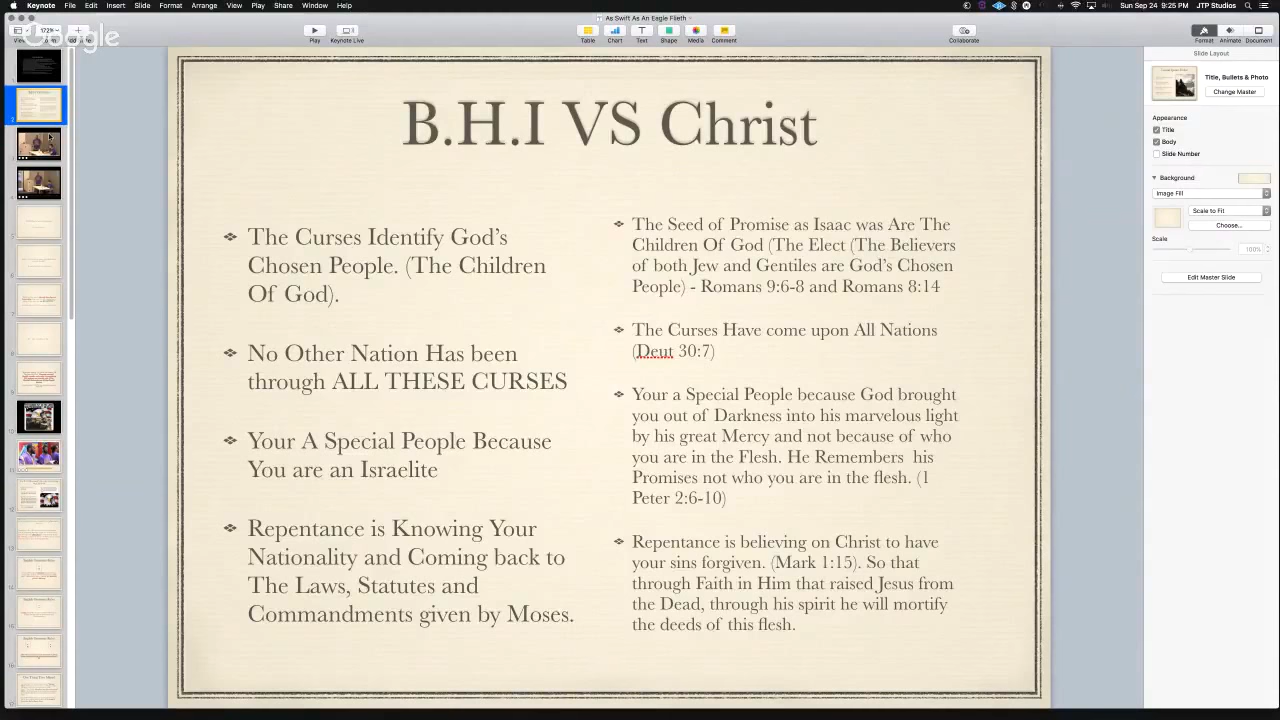 Keynote File Edit Insert Slide Format Arrange View Play Share Window Help
Sun Sep 24 9:25 PM JTP Studios
As Swift As An Eagle Flieth
Google
172%
View
Play Keynote Live Table Chart Text Shape Media Comment Collaborate Format Animate Document
B.H.I VS Christ
The Curses Identify God's
Chosen People. (The Children
Of God).
No Other Nation Has been
through ALL THESE CURSES
Your A Special People Because
You are an Israelite
Repentance is Knowing Your
Nationality and Coming back to
The Laws, Statutes and
Commandments given by Moses.
The Seed of Promise as Isaac was Are The
Children Of God (The Elect (The Believers
of both Jew and Gentiles are God's Chosen
People) - Romans 9:6-8 and Romans 8:14
The Curses Have come upon All Nations
(Deut 30:7)
Your a Special People because God brought
you out of Darkness into his marvelous light
by his great Mercy and not because of who
you are in the Flesh. He Remembers his
Promises not who you are in the flesh. (1
Peter 2:6-10)
Repentance is believing on Christ to have
your sins forgiven. (Mark 1:15). So that
through Faith in Him that raised Jesus from
the Dead, through his spirit he will mortify
the deeds of this flesh.
Slide Layout
Title, Bullets & Photo
Change Master
Appearance
Title
Body
Slide Number
Background
Image Fill
Scale to Fit
Choose...
Scale
100%
Edit Master Slide